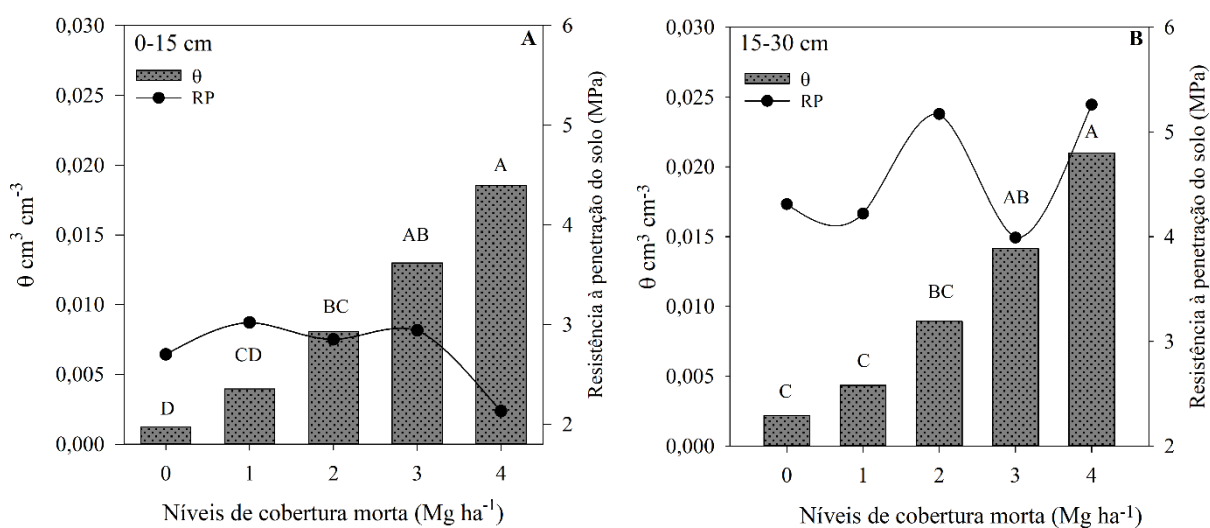 0-15 cm
A
θ
RP
0,030
0,025
0,020
0,015
0,010
0,005
0,000
θ cm³ cm⁻³
6
5
4
3
2
Resistência à penetração do solo (MPa)
D
CD
BC
AB
A
0 1 2 3 4
Níveis de cobertura morta (Mg ha⁻¹)
15-30 cm
B
θ
RP
0,030
0,025
0,020
0,015
0,010
0,005
0,000
θ cm³ cm⁻³
6
5
4
3
2
Resistência à penetração do solo (MPa)
C
C
BC
AB
A
0 1 2 3 4
Níveis de cobertura morta (Mg ha⁻¹)